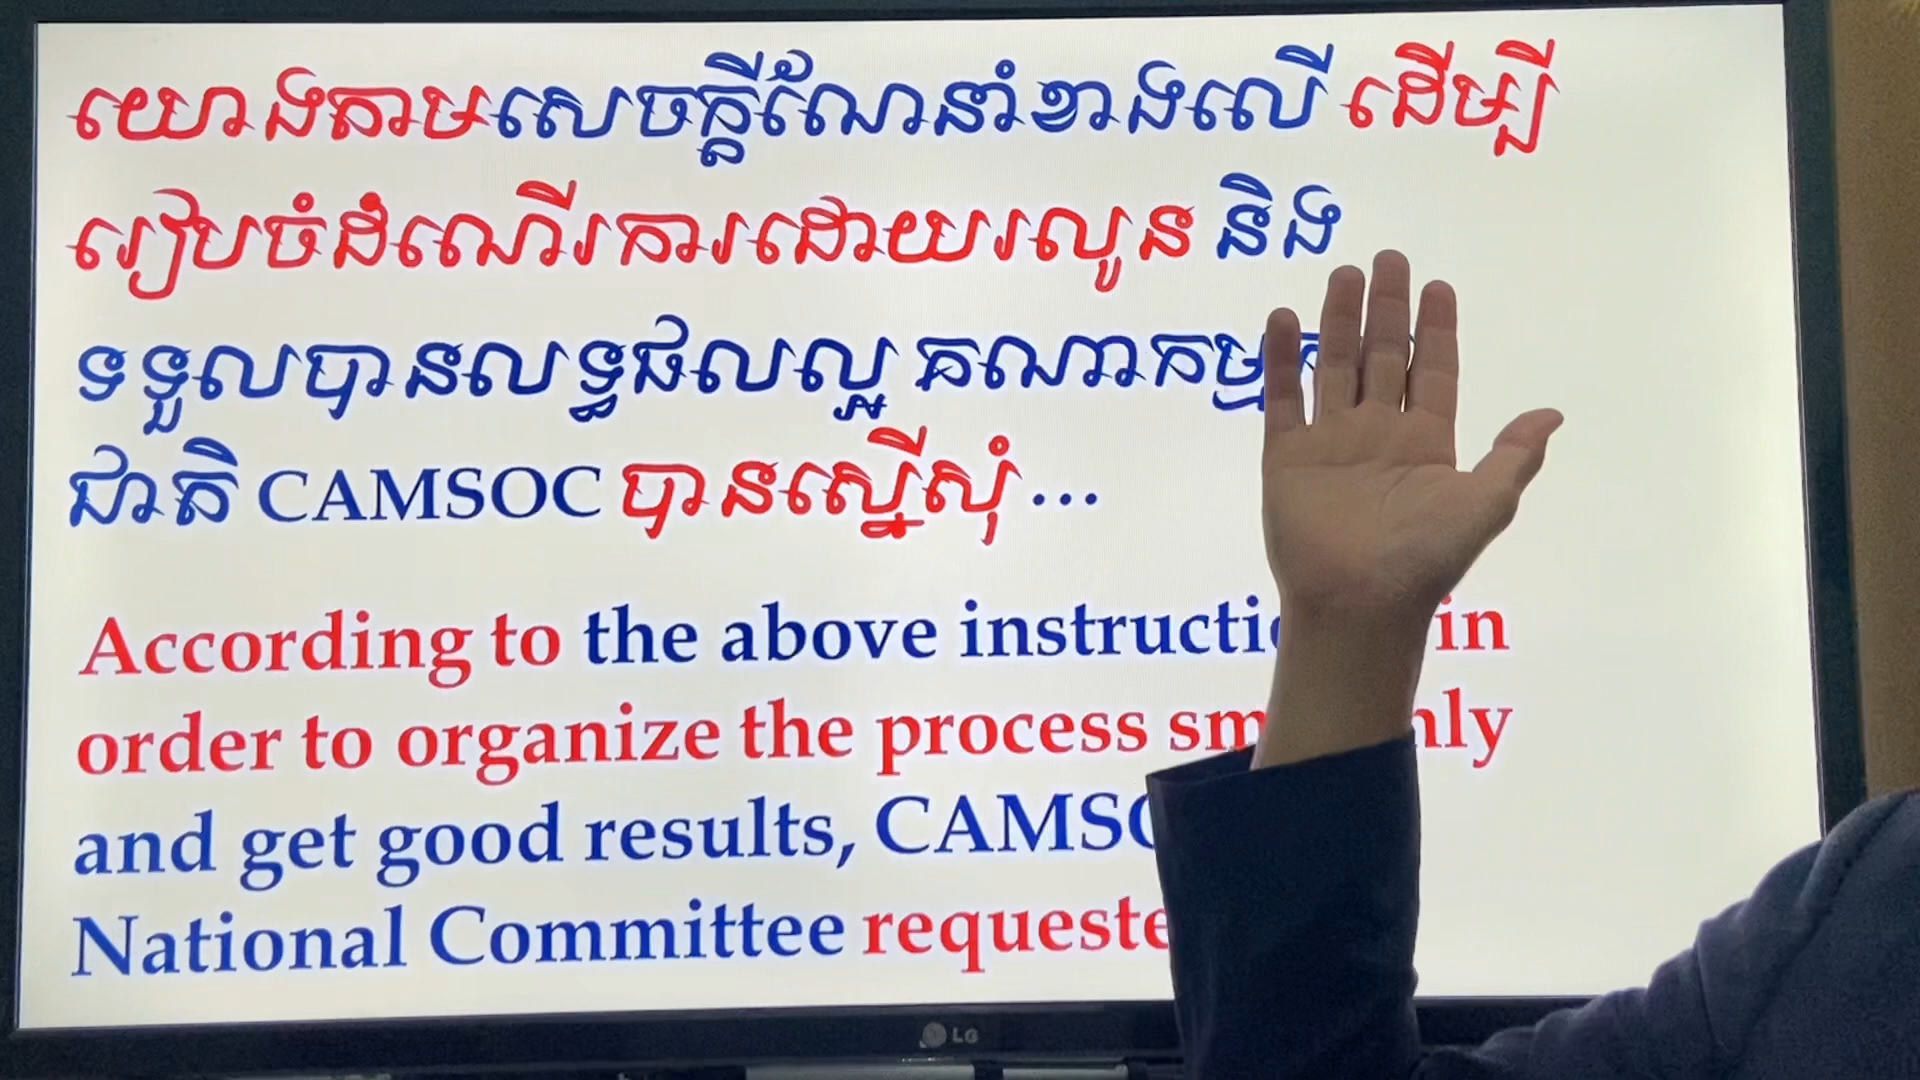 យោងតាមសេចក្តីណែនាំខាងលើ ដើម្បី
រៀបចំដំណើរការដោយរលូន និង
ទទួលបានលទ្ធផលល្អ
ជាតិ CAMSOC បានស្នើសុំ ...
According to the above in
order to organize the process
and get good results,
National Committee
LG